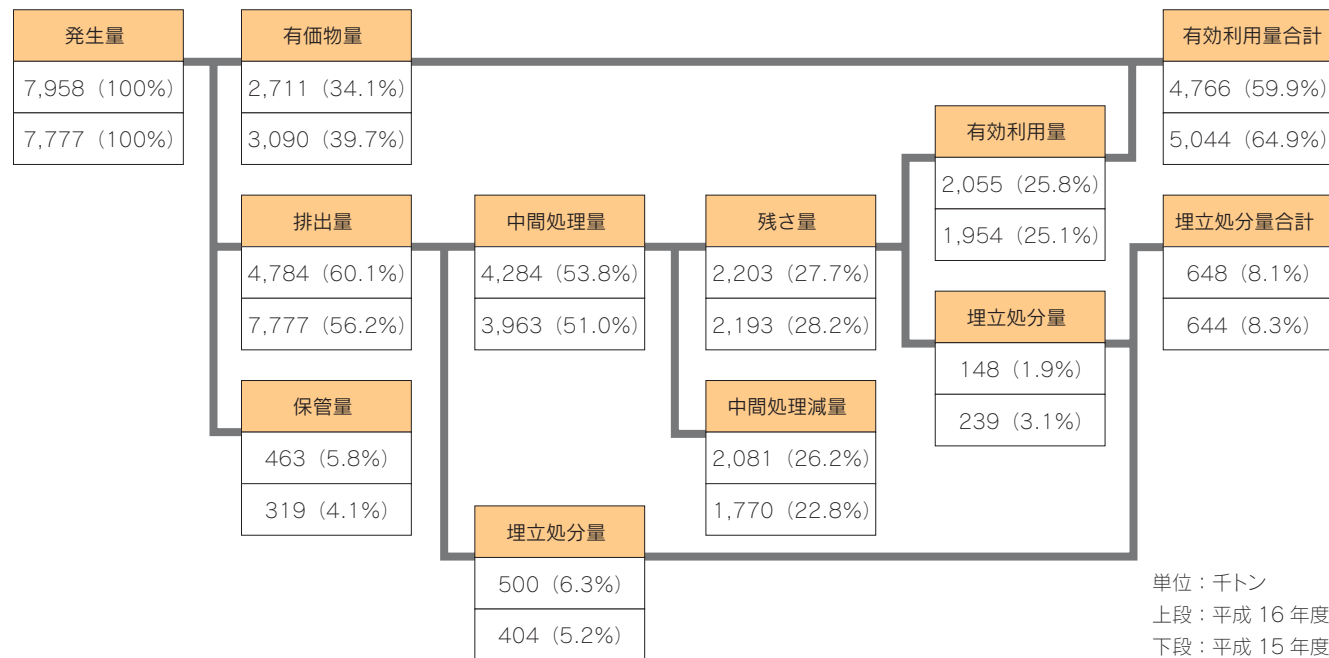 発生量
7,958（100%）
7,777（100%）
有価物量
2,711（34.1%）
3,090（39.7%）
排出量
4,784（60.1%）
7,777（56.2%）
保管量
463（5.8%）
319（4.1%）
中間処理量
4,284（53.8%）
3,963（51.0%）
埋立処分量
500（6.3%）
404（5.2%）
残さ量
2,203（27.7%）
2,193（28.2%）
中間処理減量
2,081（26.2%）
1,770（22.8%）
有効利用量
2,055（25.8%）
1,954（25.1%）
埋立処分量
148（1.9%）
239（3.1%）
有効利用量合計
4,766（59.9%）
5,044（64.9%）
埋立処分量合計
648（8.1%）
644（8.3%）
単位：千トン
上段：平成 16 年度
下段：平成 15 年度